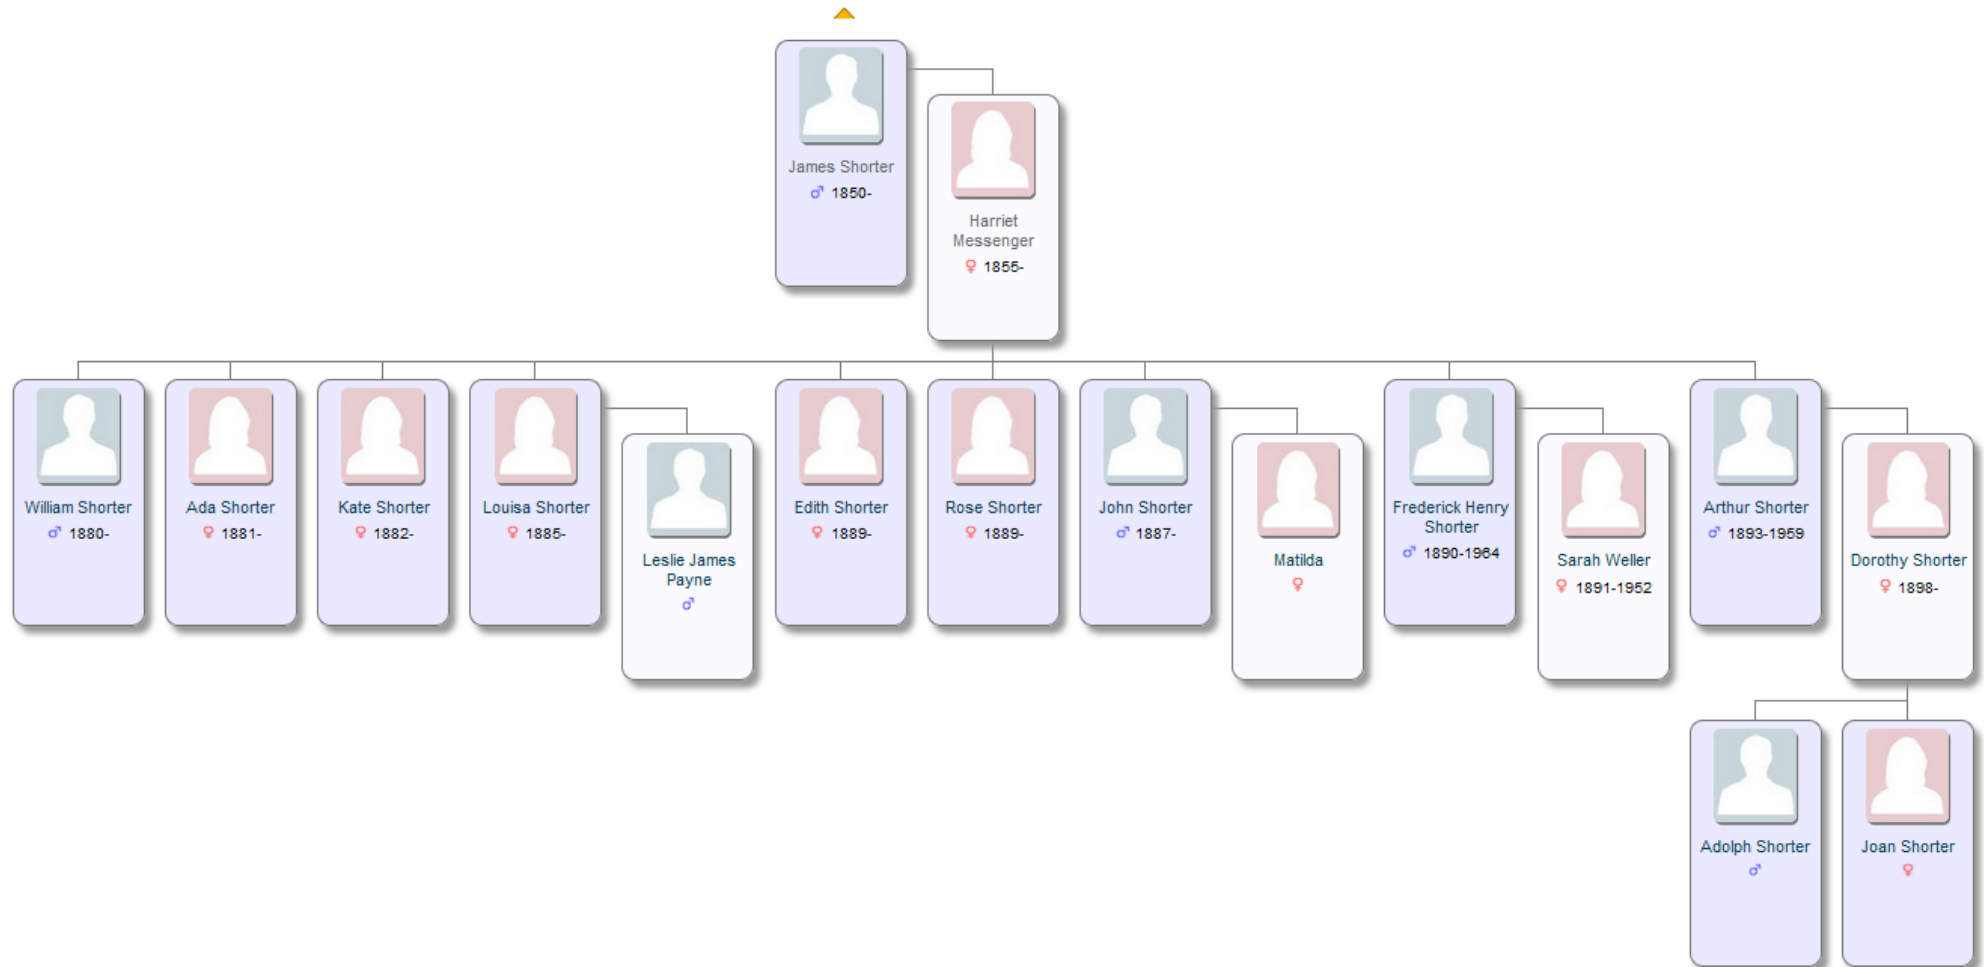 James Shorter
♂ 1850-
Harriet
Messenger
♀ 1855-
William Shorter
♂ 1880-
Ada Shorter
♀ 1881-
Kate Shorter
♀ 1882-
Louisa Shorter
♀ 1885-
Leslie James
Payne
♂
Edith Shorter
♀ 1889-
Rose Shorter
♀ 1889-
John Shorter
♂ 1887-
Matilda
♀
Frederick Henry
Shorter
♂ 1890-1964
Sarah Weller
♀ 1891-1952
Arthur Shorter
♂ 1893-1959
Dorothy Shorter
♀ 1898-
Adolph Shorter
♂
Joan Shorter
♀